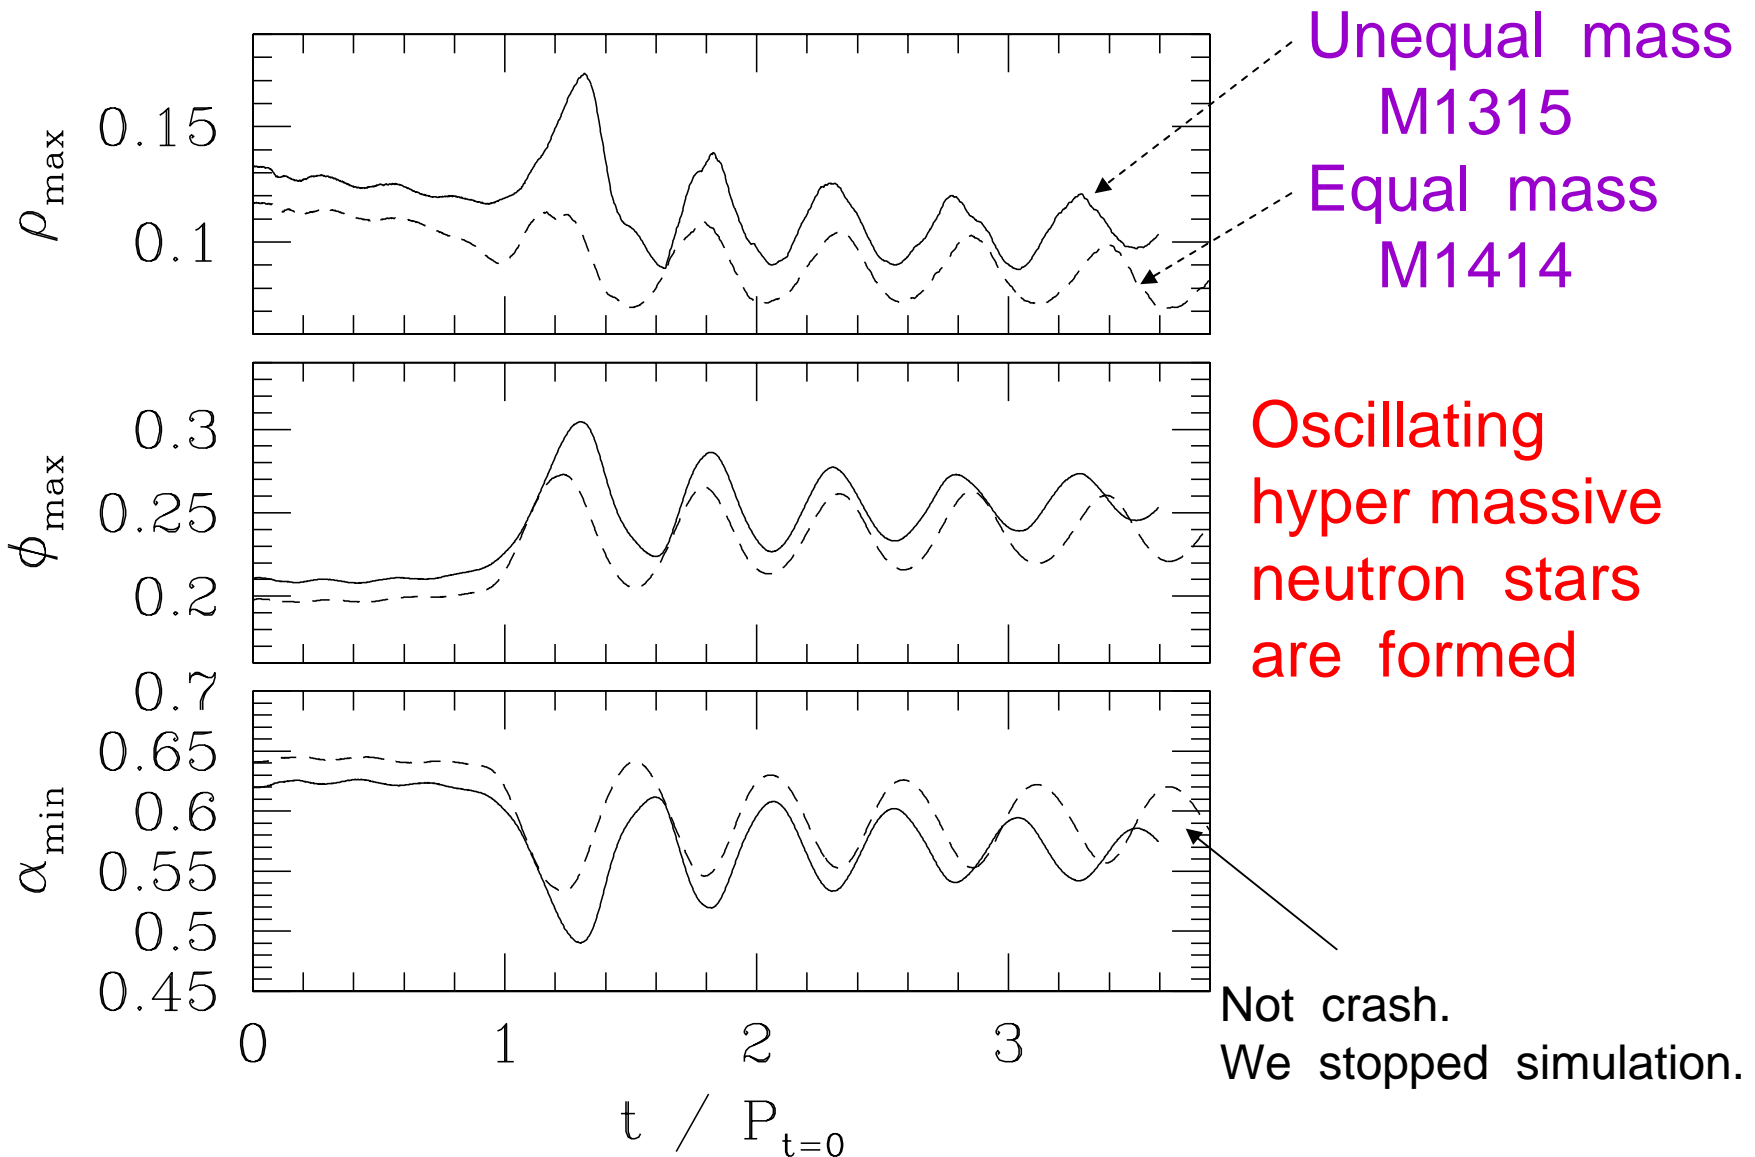 Unequal mass
M1315
Equal mass
M1414
ρmax
0.15
0.1
ϕmax
0.3
0.25
0.2
Oscillating
hyper massive
neutron stars
are formed
αmin
0.7
0.65
0.6
0.55
0.5
0.45
0 1 2 3
t / Pt=0
Not crash.
We stopped simulation.